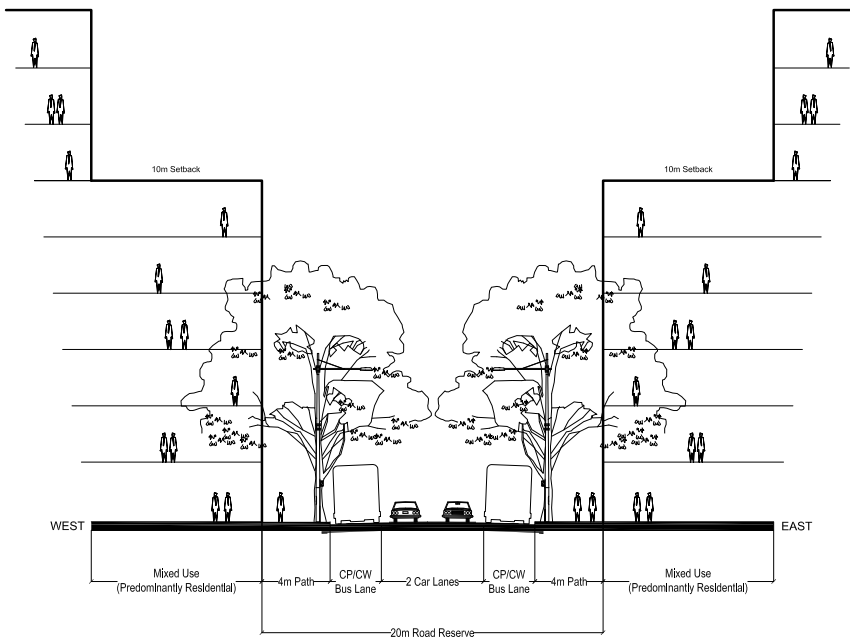 10m Setback
10m Setback
WEST
EAST
Mixed Use
(Predominantly Residential)
4m Path
CP/CW
Bus Lane
2 Car Lanes
CP/CW
Bus Lane
4m Path
Mixed Use
(Predominantly Residential)
20m Road Reserve